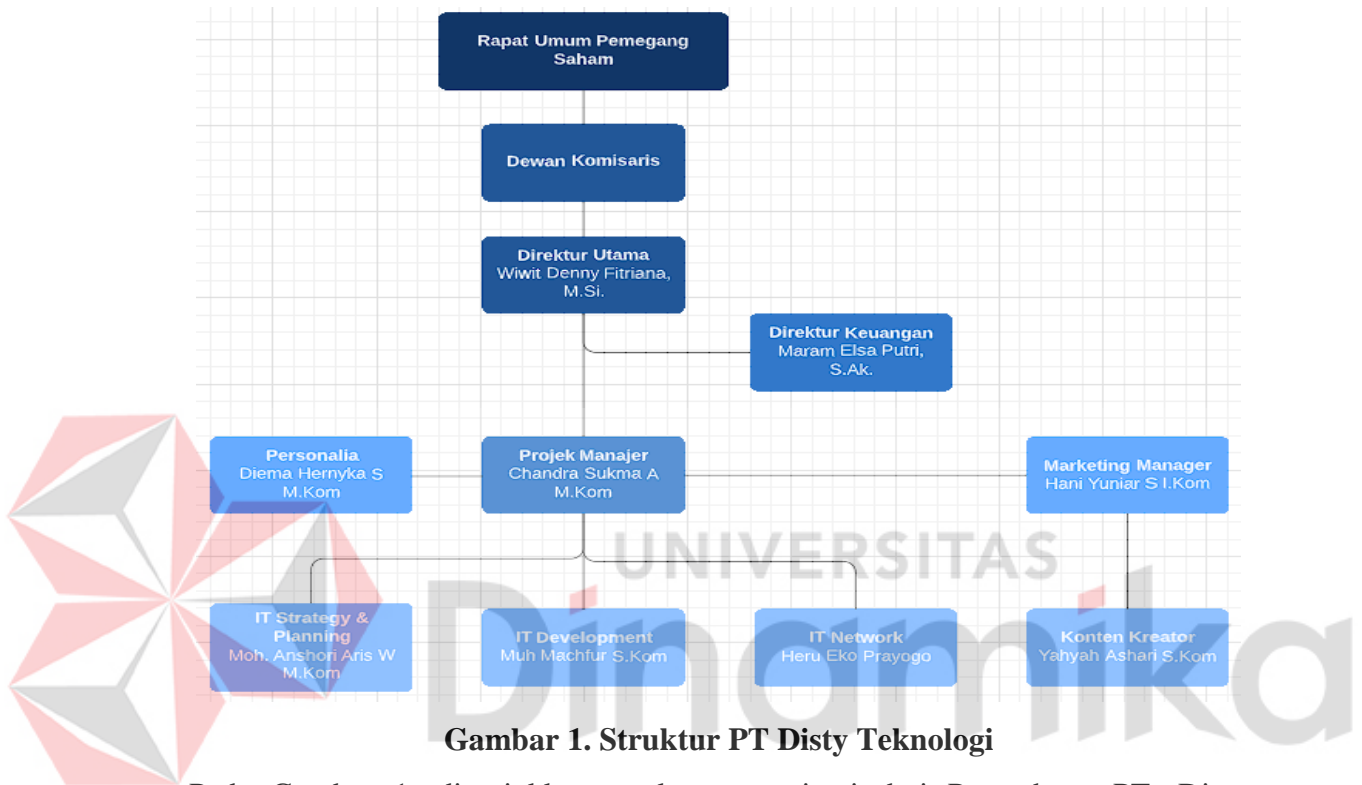 Rapat Umum Pemegang
Saham
Dewan Komisaris
Direktur Utama
Wiwit Denny Fitriana,
M.Si.
Direktur Keuangan
Maram Elsa Putri,
S.Ak.
Personalia
Diema Hernyka S
M.Kom
Projek Manajer
Chandra Sukma A
M.Kom
Marketing Manager
Hani Yuniar S I.Kom
UNIVERSITAS
Dinamika
IT Strategy &
Planning
Moh. Anshori Aris W
M.Kom
IT Development
Muh Machfur S.Kom
IT Network
Heru Eko Prayogo
Konten Kreator
Yahyah Ashari S.Kom
Gambar 1. Struktur PT Disty Teknologi